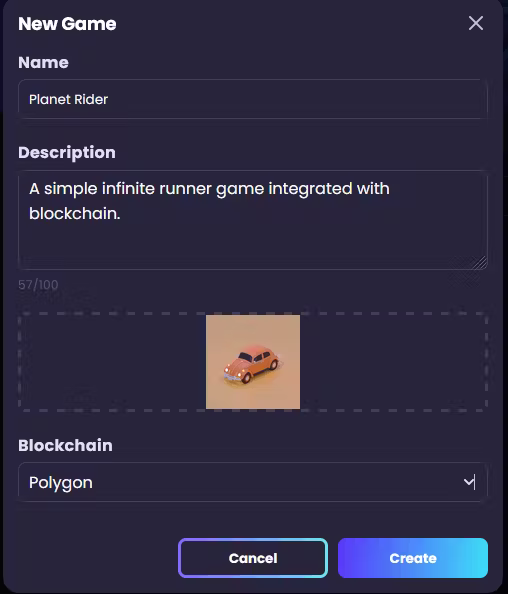 New Game
Name
Planet Rider
Description
A simple infinite runner game integrated with
blockchain.
57/100
Blockchain
Polygon
Cancel
Create